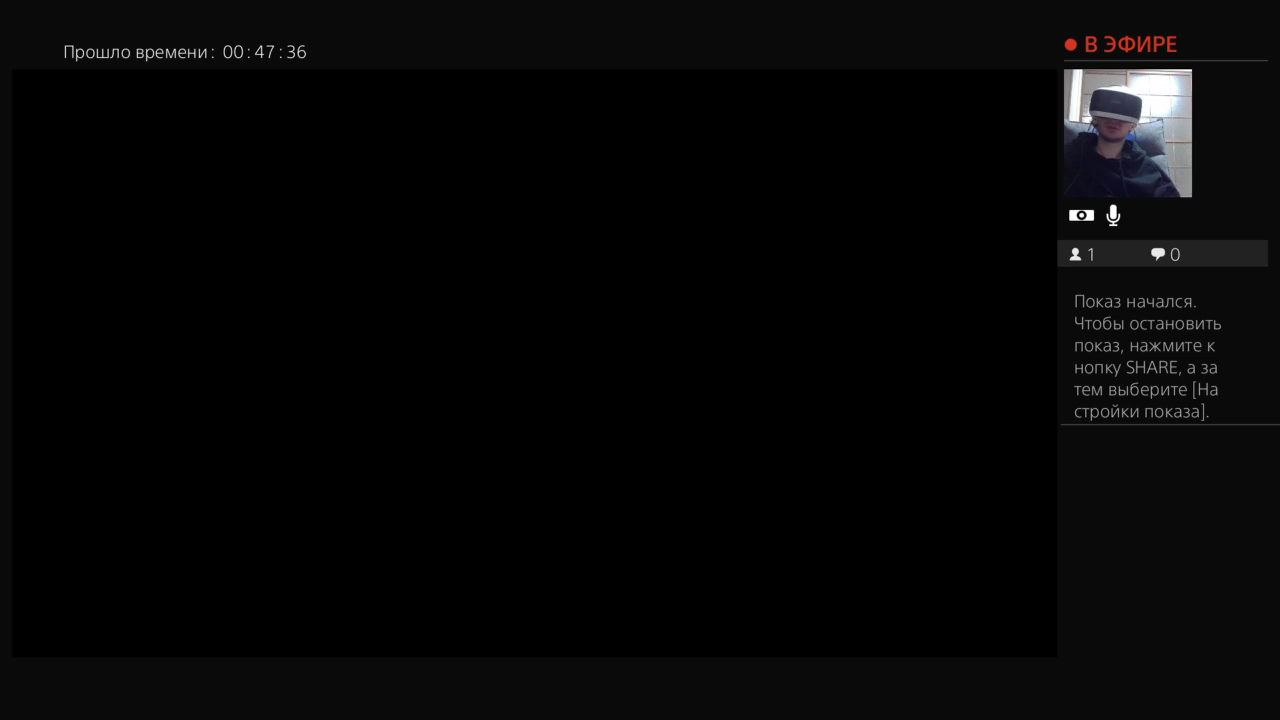 Прошло времени : 00 : 47 : 36
В ЭФИРЕ
1 0
Показ начался.
Чтобы остановить
показ, нажмите к
нопку SHARE, а за
тем выберите [На
стройки показа].